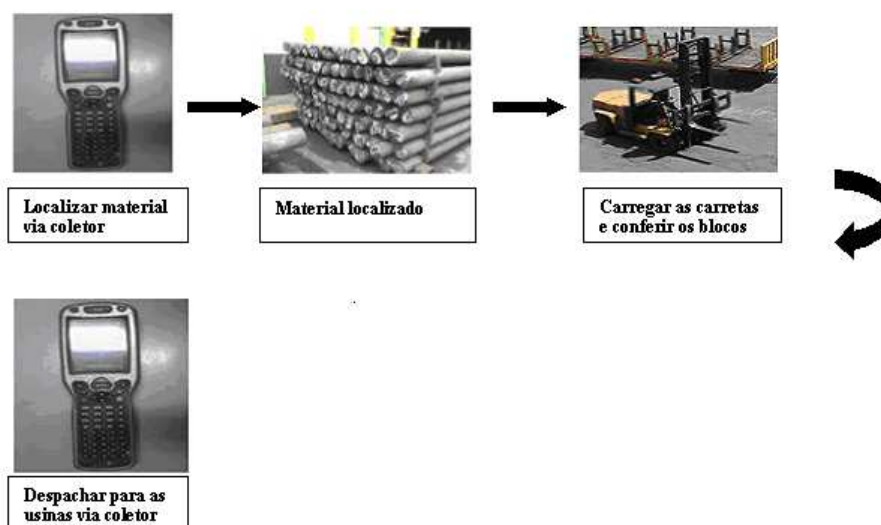 Localizar material
via coletor
Material localizado
Carregar as carretas
e conferir os blocos
Despachar para as
usinas via coletor